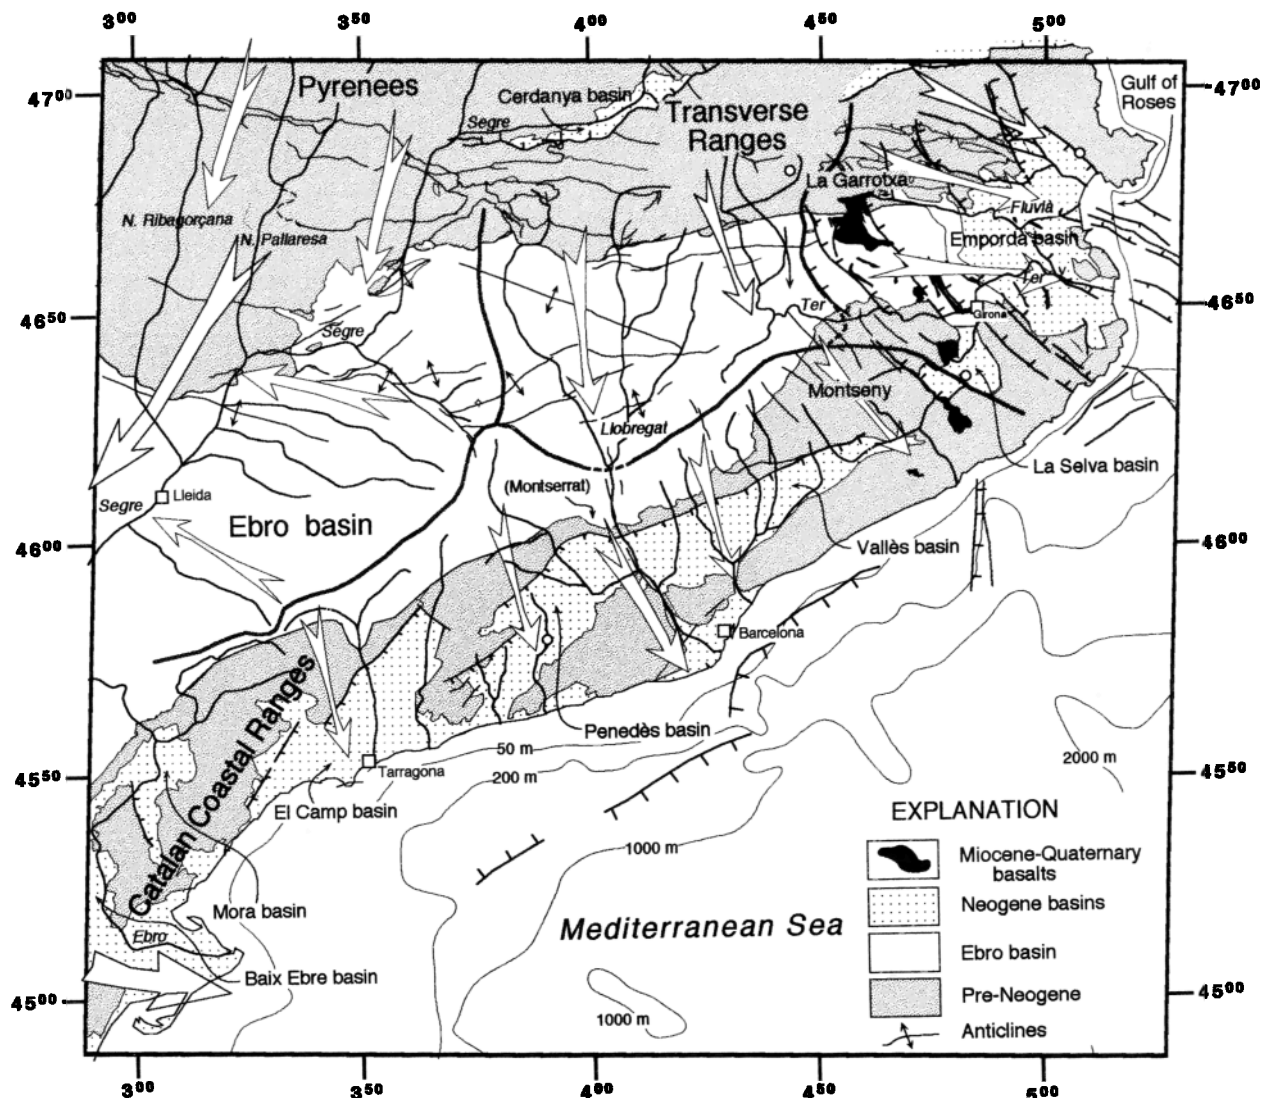 3⁰⁰
3⁵⁰
4⁰⁰
4⁵⁰
5⁰⁰
47⁰⁰
Pyrenees
Cerdanya basin
Segre
Transverse
Ranges
Gulf of
Roses
47⁰⁰
La Garrotxa
N. Ribagorçana
N. Pallaresa
Fluvia
Emporda basin
Ter
46⁵⁰
Segre
Ter
Girona
46⁵⁰
Montseny
Llobregat
La Selva basin
(Montserrat)
Segre
Lleida
Ebro basin
46⁰⁰
Vallès basin
46⁰⁰
Barcelona
Catalan Coastal Ranges
Penedès basin
50 m
200 m
Tarragona
2000 m
45⁵⁰
45⁵⁰
El Camp basin
1000 m
Mora basin
Ebro
Mediterranean Sea
Baix Ebre basin
1000 m
45⁰⁰
45⁰⁰
EXPLANATION
Miocene-Quaternary
basalts
Neogene basins
Ebro basin
Pre-Neogene
Anticlines
3⁰⁰
3⁵⁰
4⁰⁰
4⁵⁰
5⁰⁰